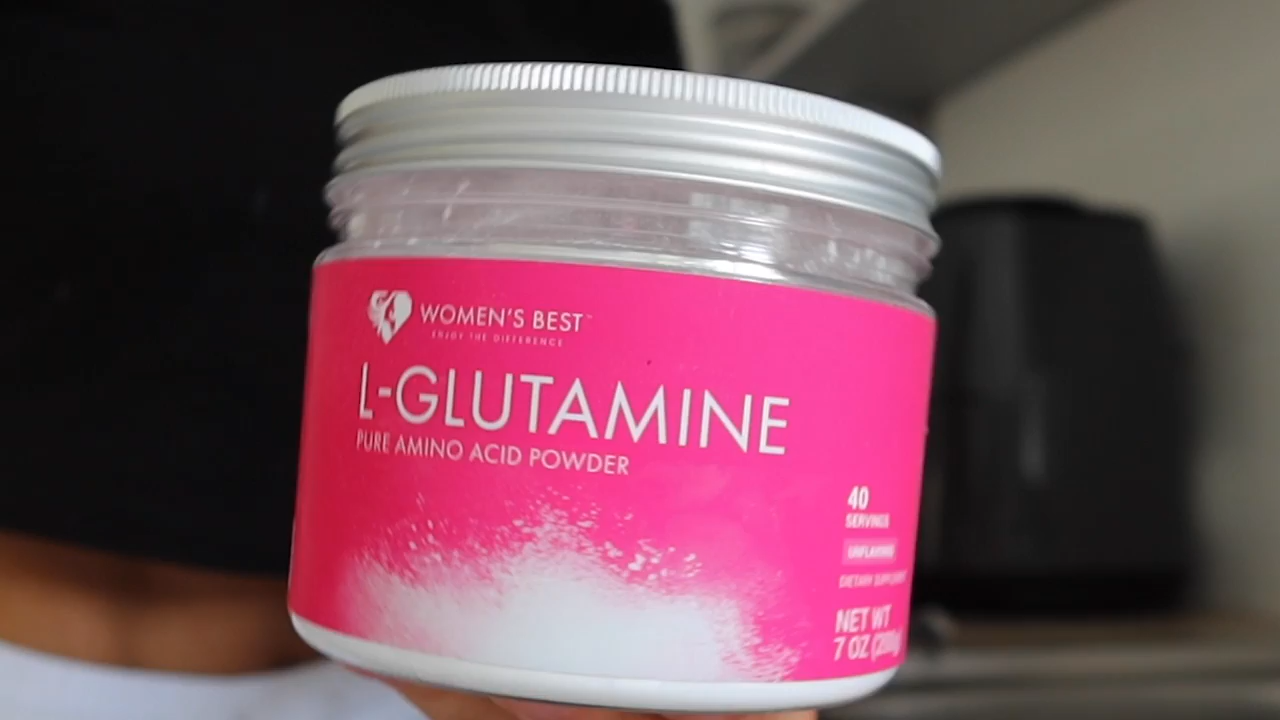 WOMEN'S BEST™
ENJOY THE DIFFERENCE
L-GLUTAMINE
PURE AMINO ACID POWDER
40
SERVINGS
UNFLAVORED
DIETARY SUPPLEMENT
NET WT
7 OZ (200g)